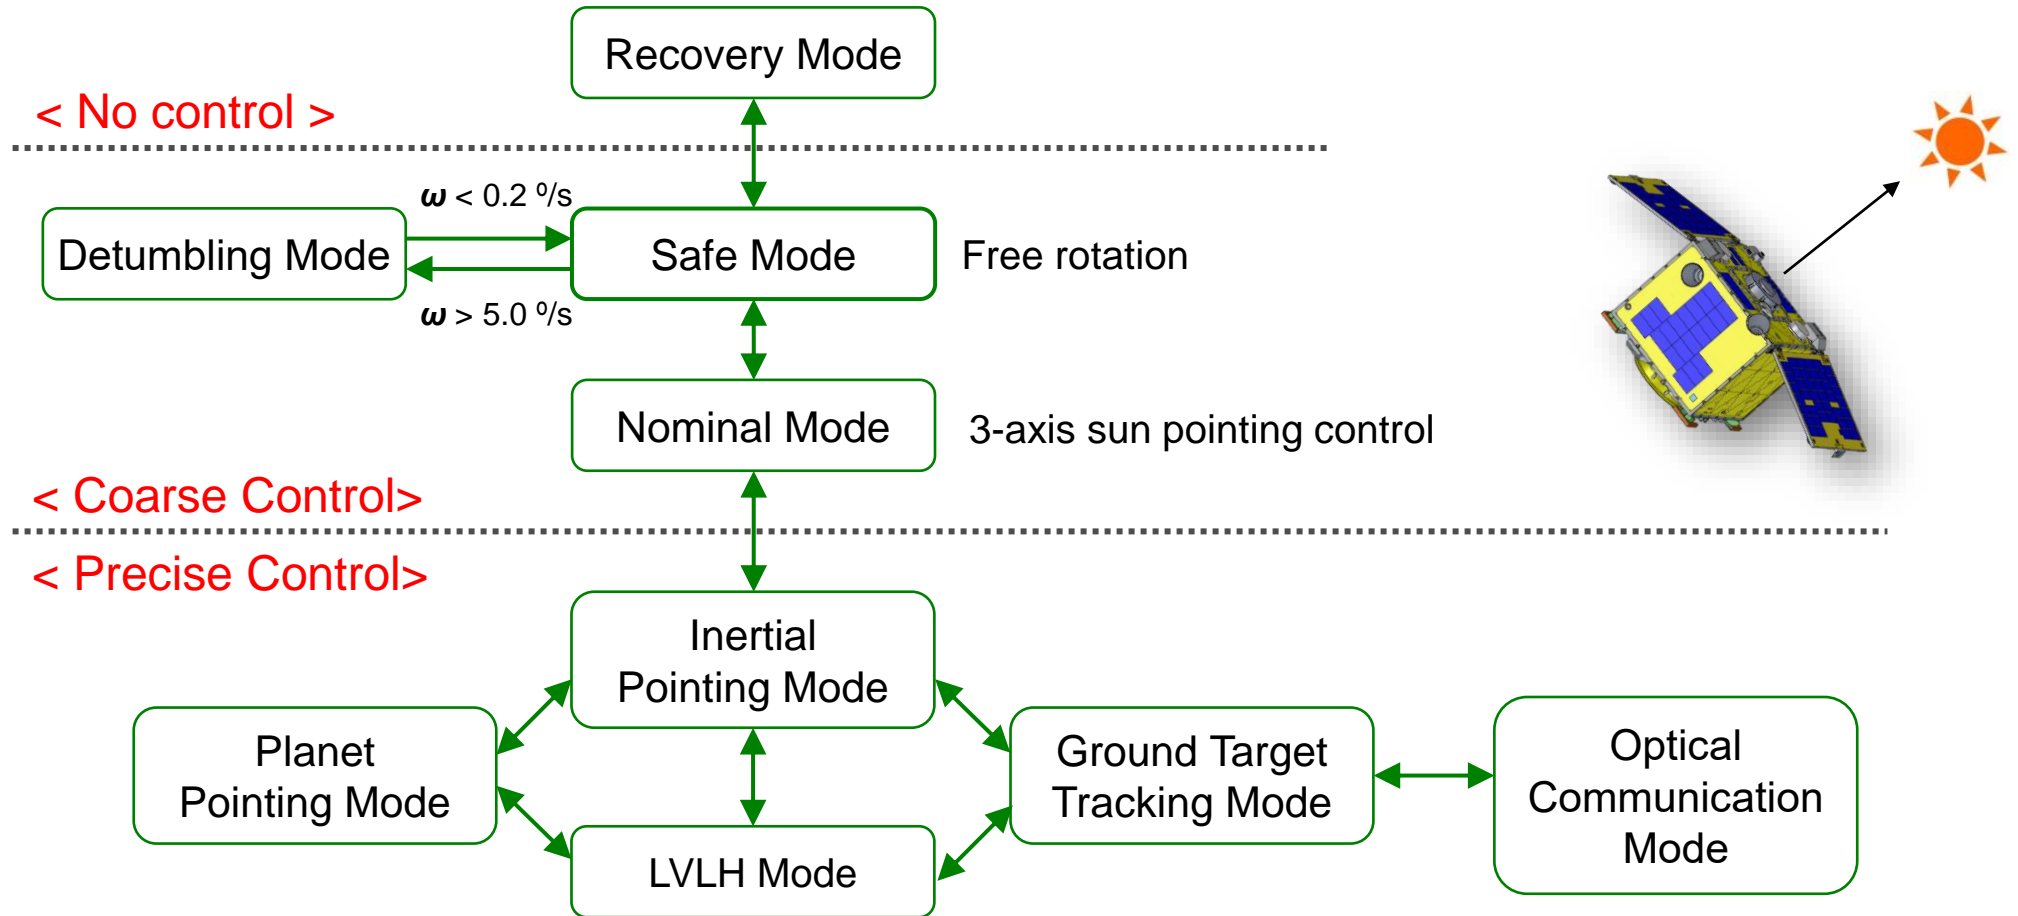 Recovery Mode
< No control >
ω < 0.2 ⁰/s
Detumbling Mode
Safe Mode
Free rotation
ω > 5.0 ⁰/s
Nominal Mode
3-axis sun pointing control
< Coarse Control>
< Precise Control>
Inertial
Pointing Mode
Planet
Pointing Mode
Ground Target
Tracking Mode
Optical
Communication
Mode
LVLH Mode